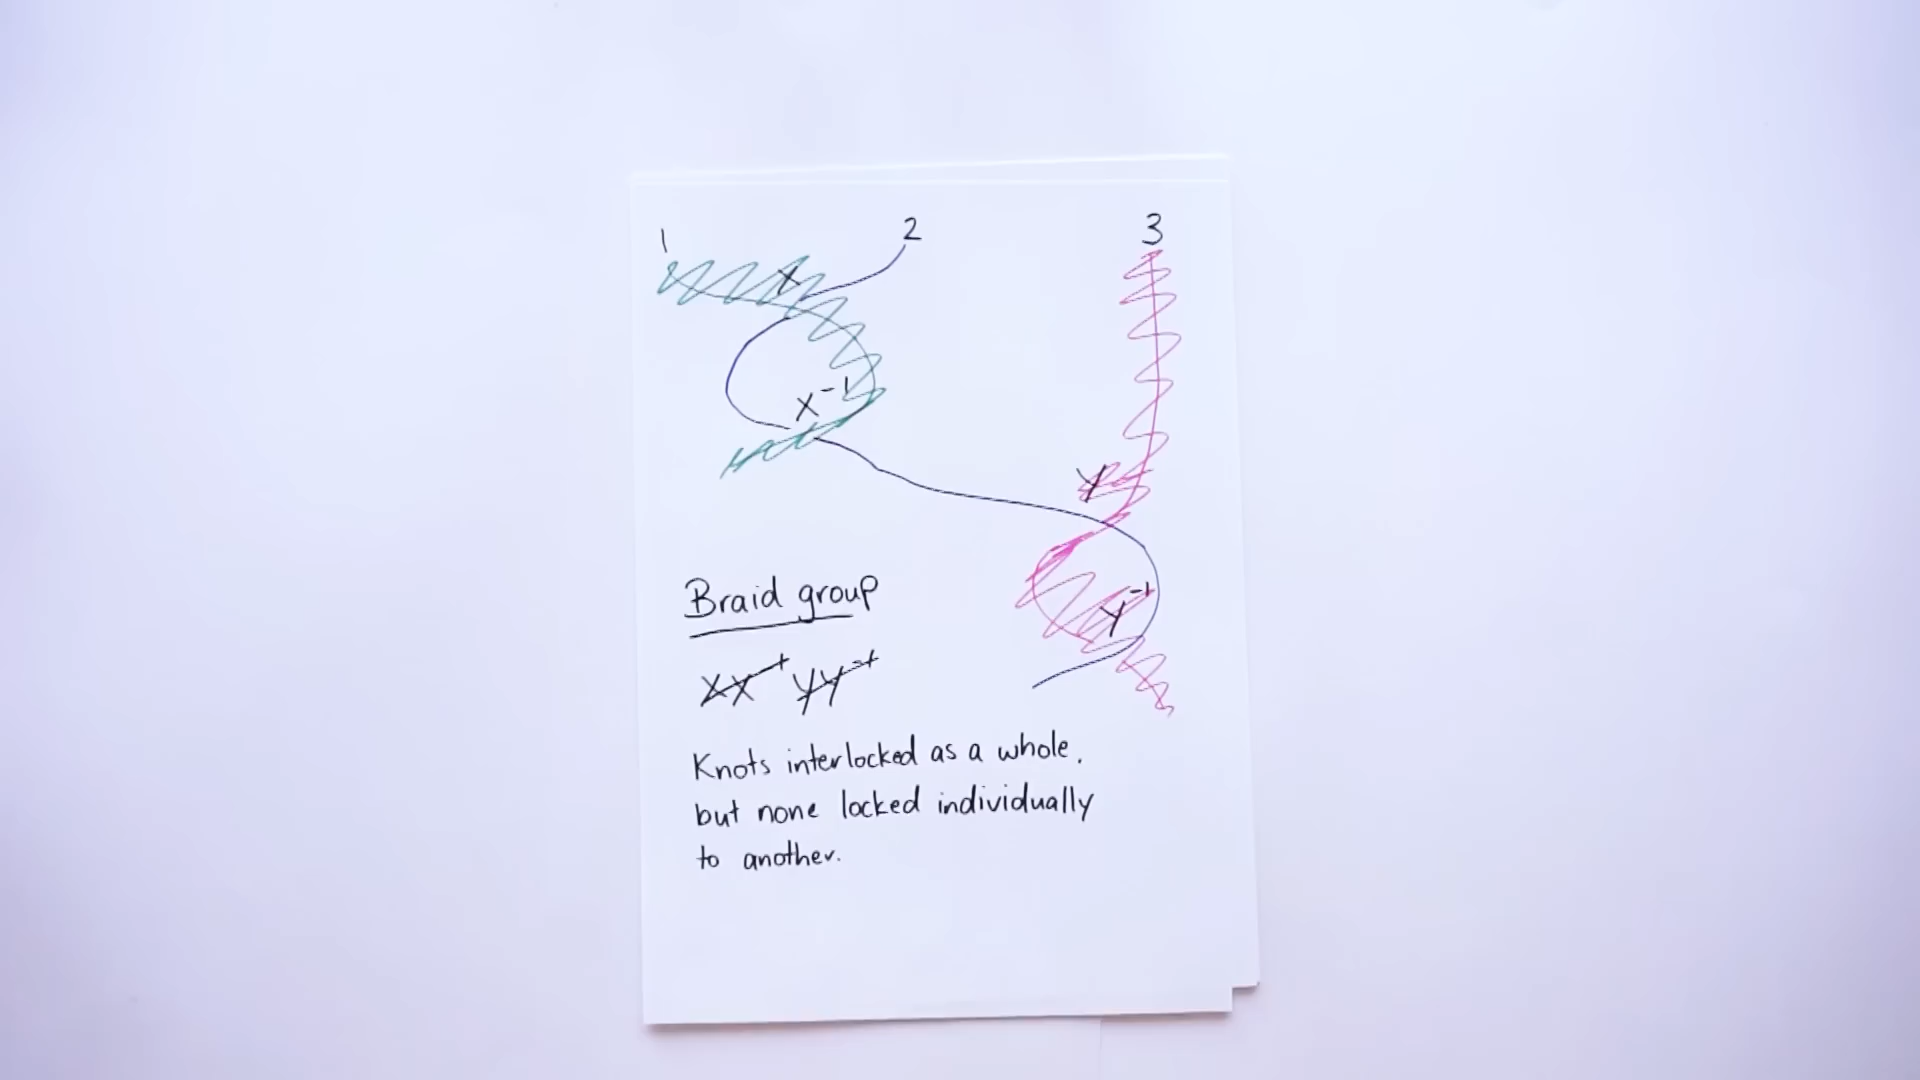 1 2 3
X
X⁻¹
Y
Y⁻¹
Braid group
XX⁻¹ YY⁻¹
Knots interlocked as a whole,
but none locked individually
to another.